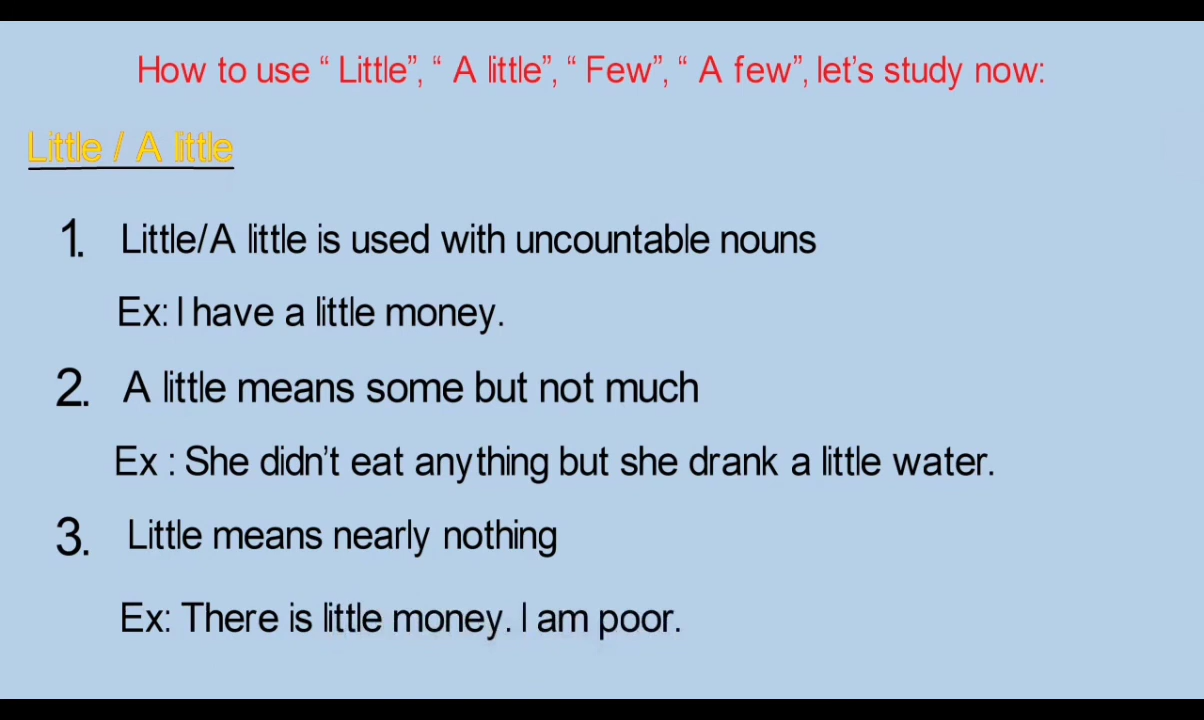 How to use “ Little”, “ A little”, “ Few”, “ A few”, let’s study now:
Little / A little
1. Little/A little is used with uncountable nouns
Ex: I have a little money.
2. A little means some but not much
Ex : She didn’t eat anything but she drank a little water.
3. Little means nearly nothing
Ex: There is little money. I am poor.